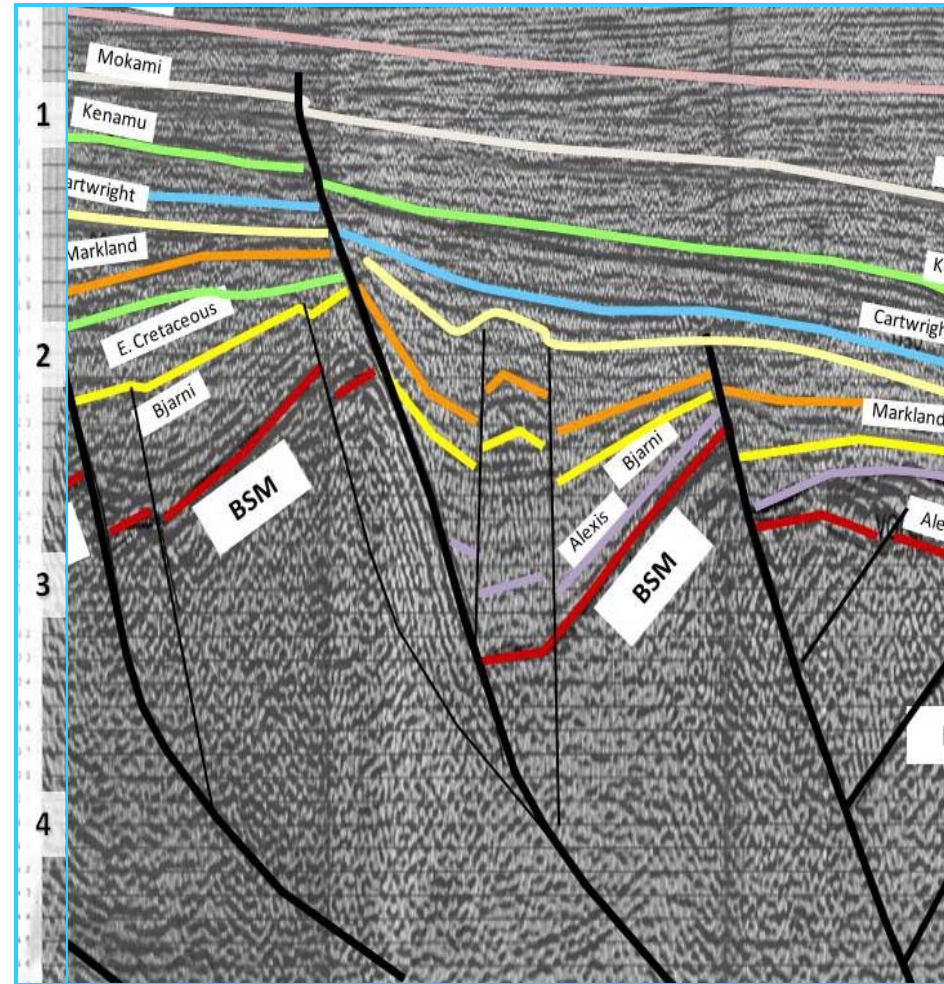 Mokami
1
Kenamu
artwright
Markland
K
E. Cretaceous
Cartwrigh
2
Bjarni
Markland
Bjarni
BSM
Alexis
Ale
BSM
3
4